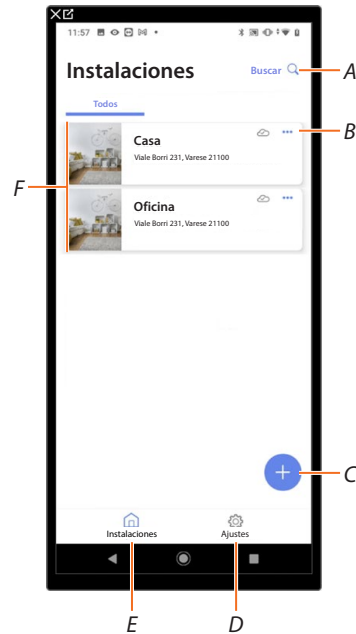 11:57
Instalaciones
Buscar
A
Todos
Casa
B
Viale Borri 231, Varese 21100
F
Oficina
Viale Borri 231, Varese 21100
C
Instalaciones
Ajustes
E
D